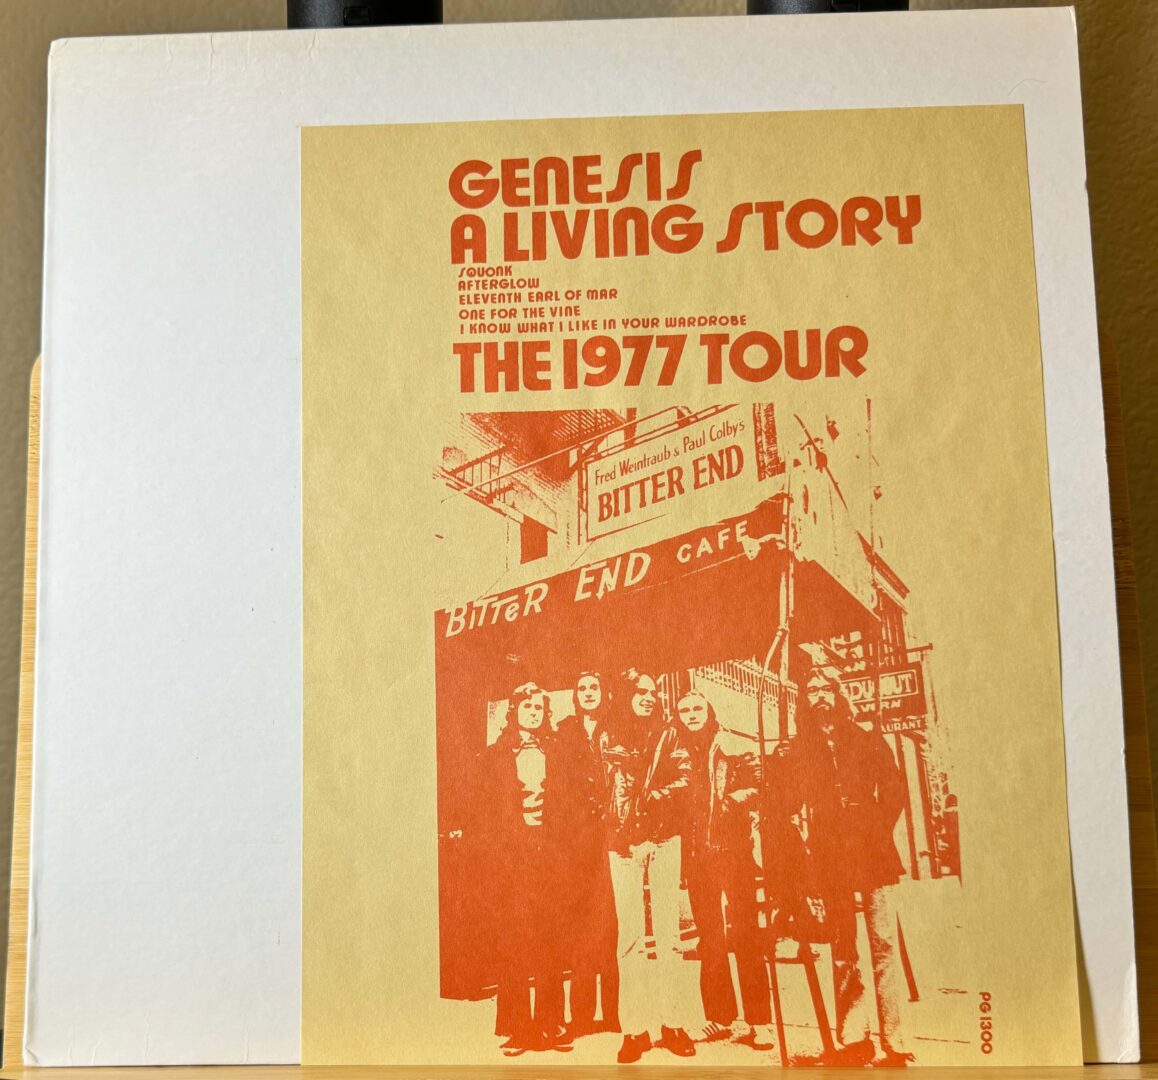 GENESIS
A LIVING STORY
SQUONK
AFTERGLOW
ELEVENTH EARL OF MAR
ONE FOR THE VINE
I KNOW WHAT I LIKE IN YOUR WARDROBE
THE 1977 TOUR
Fred Weintraub & Paul Colby's
BITTER END
BITTER END CAFE
PG 1300